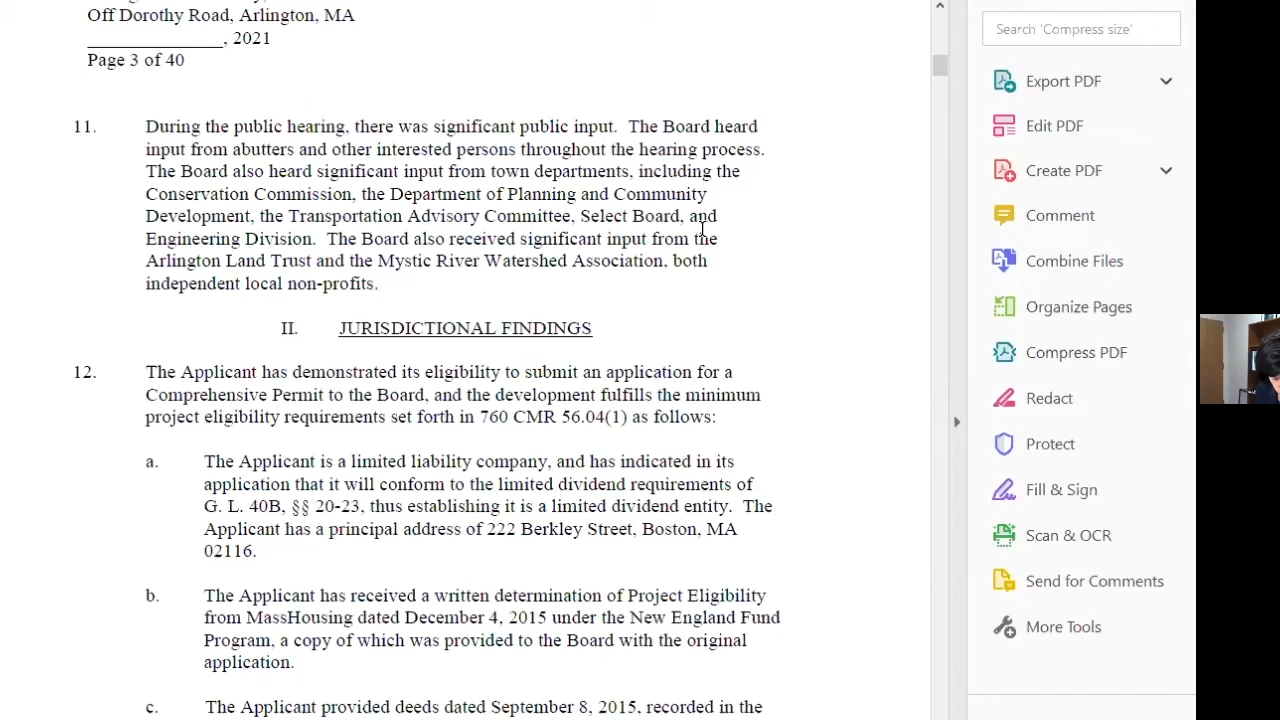 Off Dorothy Road, Arlington, MA
_______________, 2021
Page 3 of 40
11. During the public hearing, there was significant public input. The Board heard
input from abutters and other interested persons throughout the hearing process.
The Board also heard significant input from town departments, including the
Conservation Commission, the Department of Planning and Community
Development, the Transportation Advisory Committee, Select Board, and
Engineering Division. The Board also received significant input from the
Arlington Land Trust and the Mystic River Watershed Association, both
independent local non-profits.
II. JURISDICTIONAL FINDINGS
12. The Applicant has demonstrated its eligibility to submit an application for a
Comprehensive Permit to the Board, and the development fulfills the minimum
project eligibility requirements set forth in 760 CMR 56.04(1) as follows:
a. The Applicant is a limited liability company, and has indicated in its
application that it will conform to the limited dividend requirements of
G. L. 40B, §§ 20-23, thus establishing it is a limited dividend entity. The
Applicant has a principal address of 222 Berkley Street, Boston, MA
02116.
b. The Applicant has received a written determination of Project Eligibility
from MassHousing dated December 4, 2015 under the New England Fund
Program, a copy of which was provided to the Board with the original
application.
c. The Applicant provided deeds dated September 8, 2015, recorded in the
Search 'Compress size'
Export PDF
Edit PDF
Create PDF
Comment
Combine Files
Organize Pages
Compress PDF
Redact
Protect
Fill & Sign
Scan & OCR
Send for Comments
More Tools